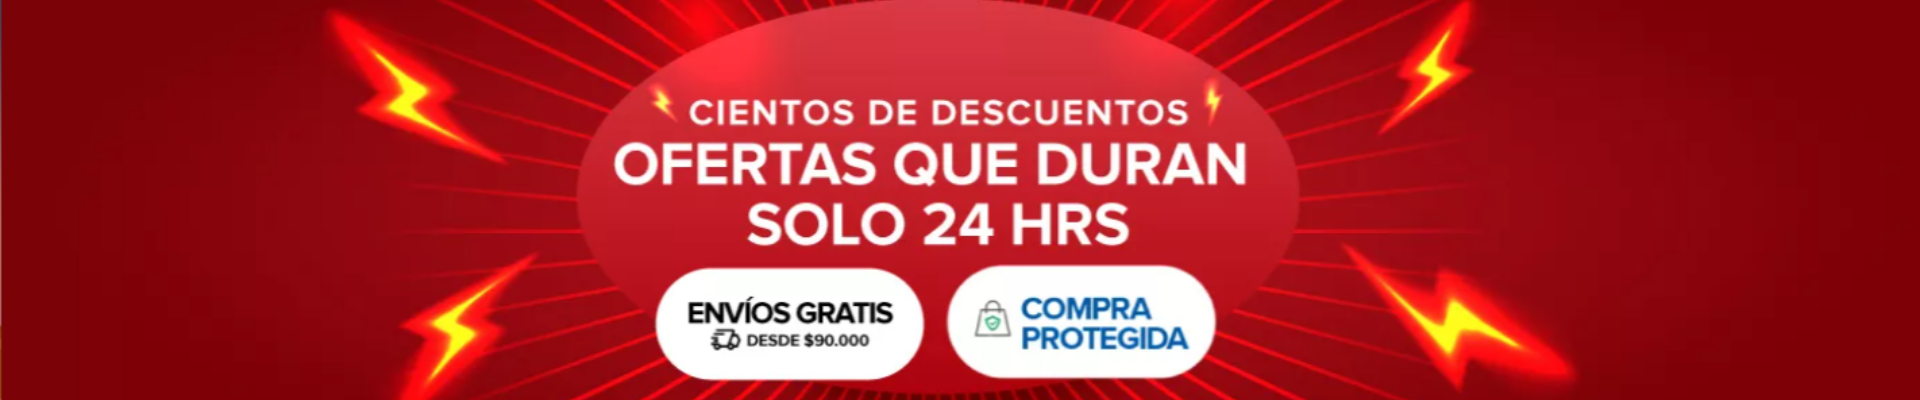 CIENTOS DE DESCUENTOS
OFERTAS QUE DURAN
SOLO 24 HRS
ENVÍOS GRATIS
DESDE $90.000
COMPRA
PROTEGIDA